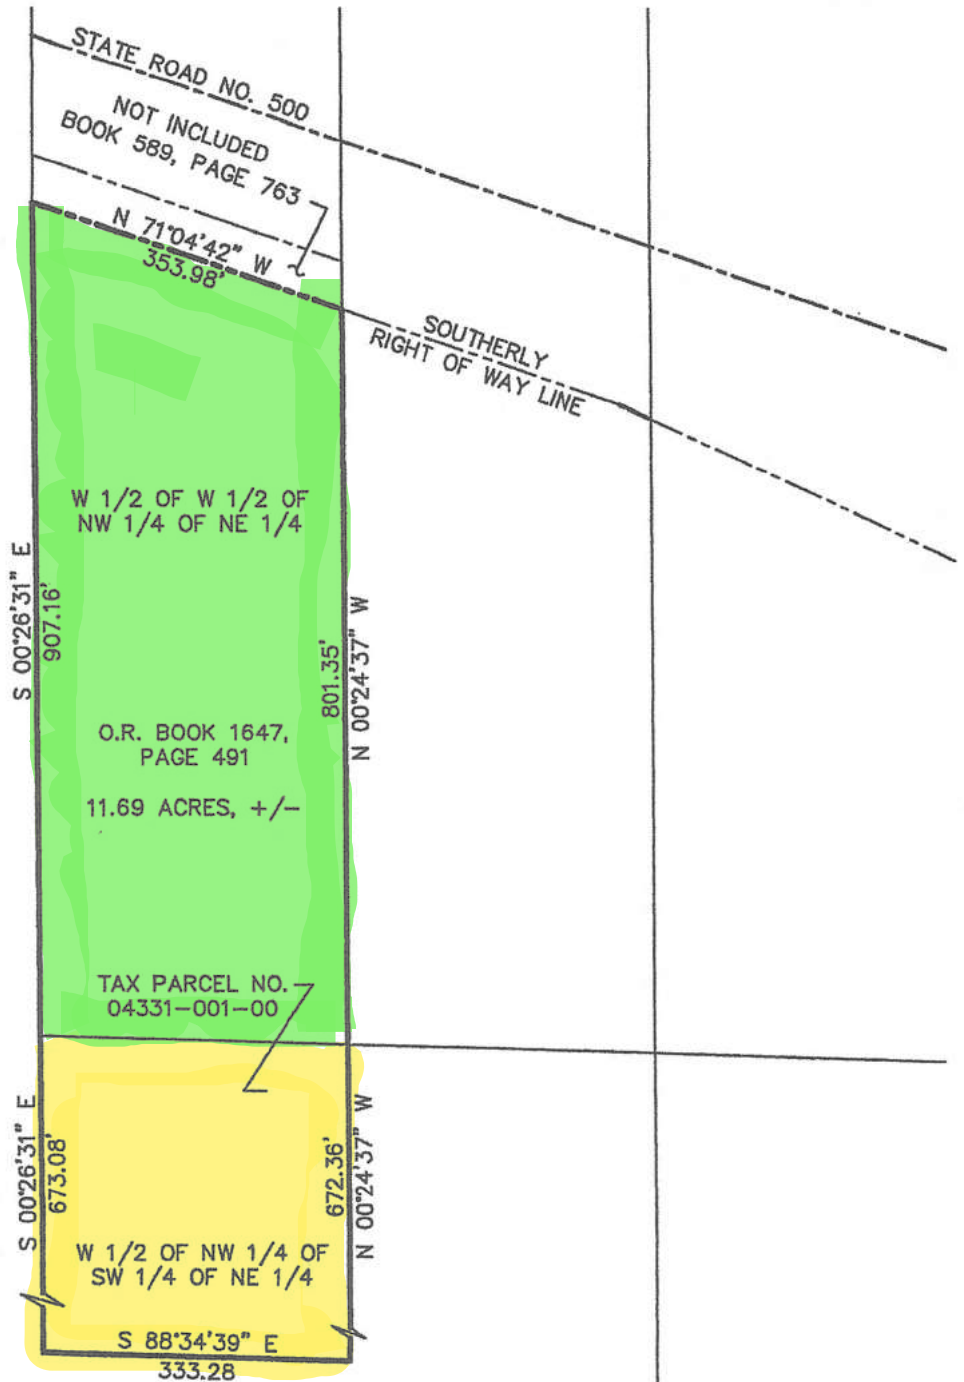 STATE ROAD NO. 500
NOT INCLUDED
BOOK 589, PAGE 763
N 71°04'42" W
353.98'
SOUTHERLY
RIGHT OF WAY LINE
W 1/2 OF W 1/2 OF
NW 1/4 OF NE 1/4
S 00°26'31" E
907.16'
801.35'
N 00°24'37" W
O.R. BOOK 1647,
PAGE 491
11.69 ACRES, +/-
TAX PARCEL NO.
04331-001-00
S 00°26'31" E
673.08'
672.36'
N 00°24'37" W
W 1/2 OF NW 1/4 OF
SW 1/4 OF NE 1/4
S 88°34'39" E
333.28